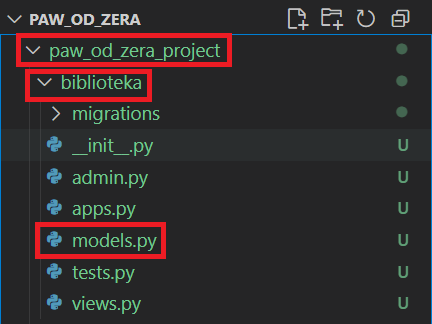 PAW_OD_ZERA
paw_od_zera_project
biblioteka
migrations
__init__.py U
admin.py U
apps.py U
models.py U
tests.py U
views.py U